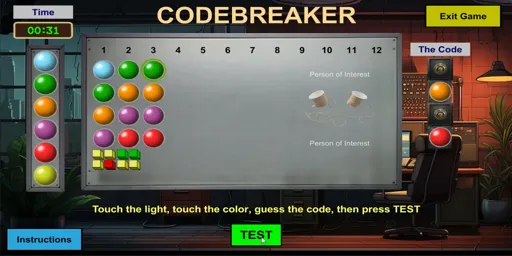 Time
CODEBREAKER
Exit Game
00:31
1 2 3 4 5 6 7 8 9 10 11 12
The Code
Person of Interest
Person of Interest
Touch the light, touch the color, guess the code, then press TEST
Instructions
TEST